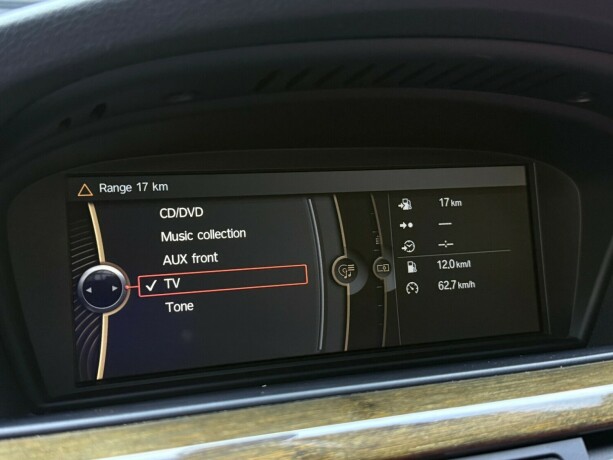 Range 17 km
CD/DVD
Music collection
AUX front
TV
Tone
17 km
---
-:-
12,0 km/l
62,7 km/h